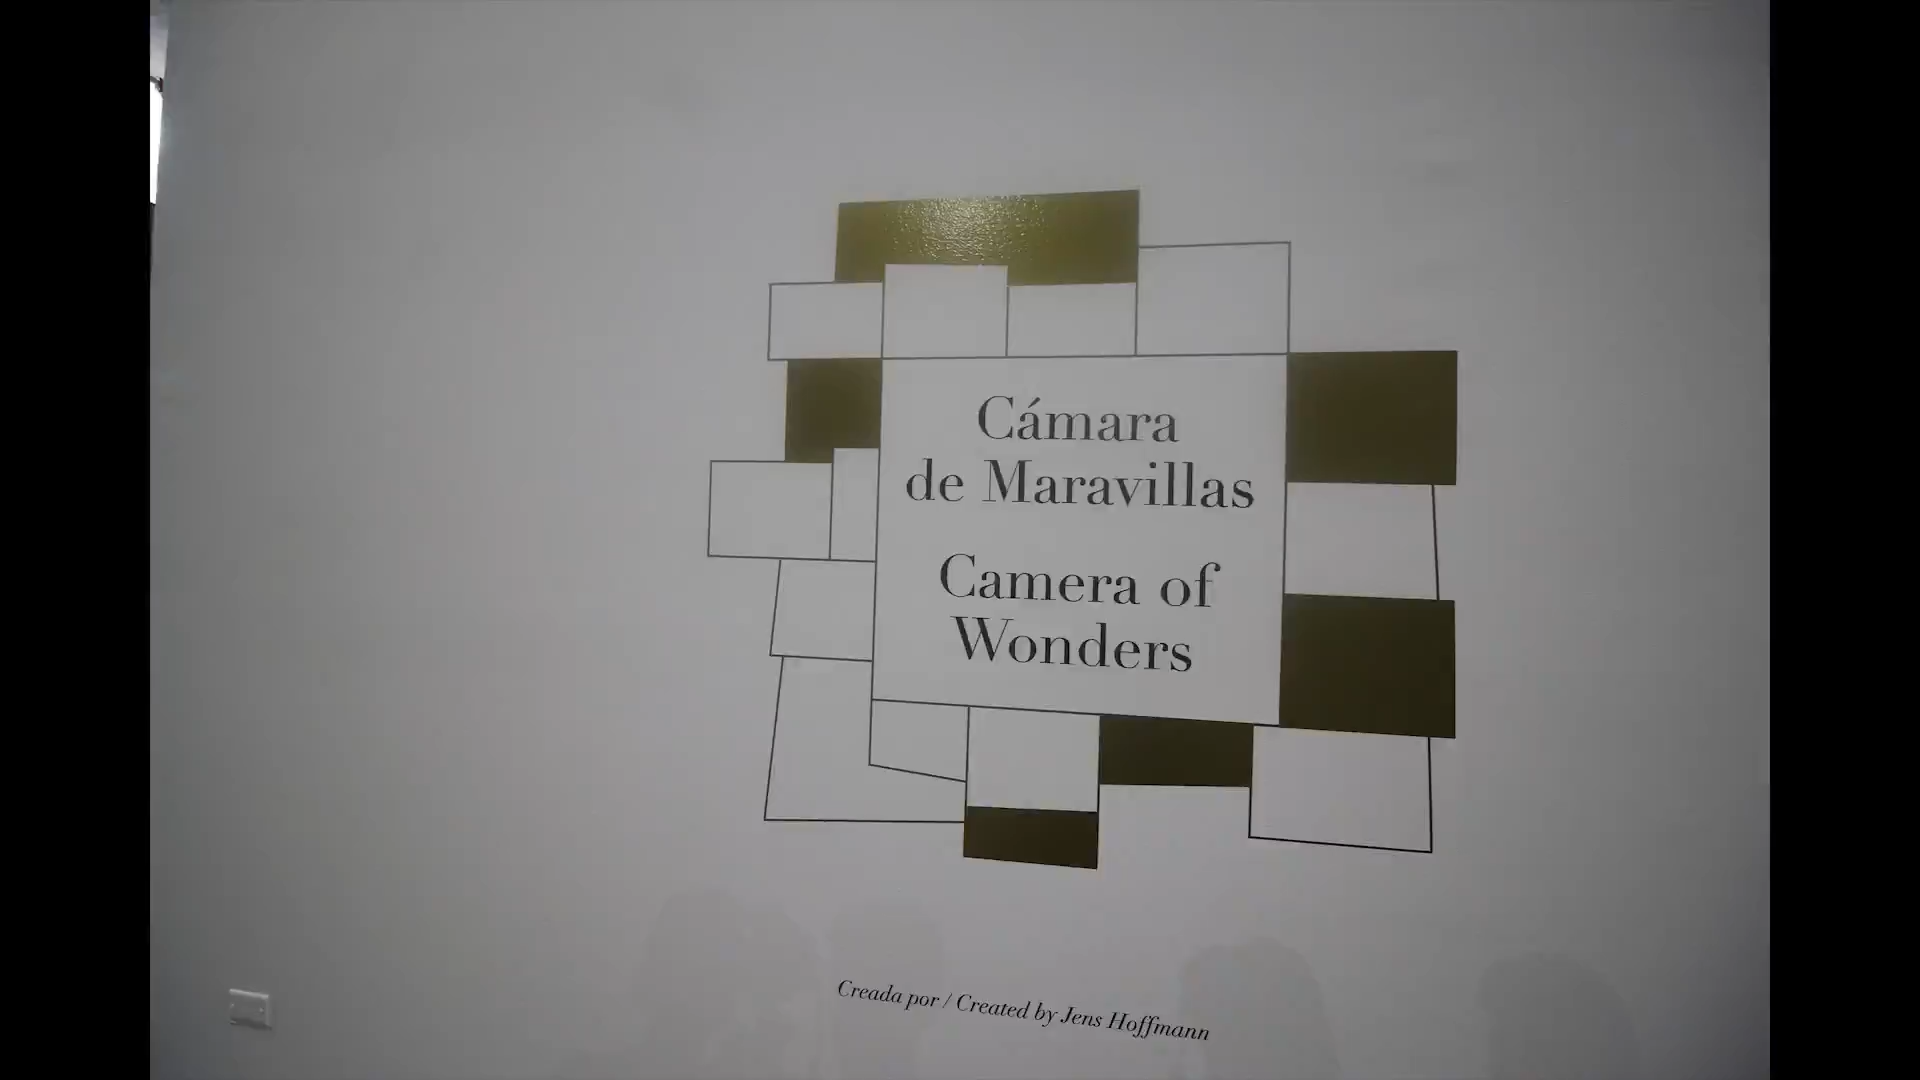 Cámara
de Maravillas
Camera of
Wonders
Creada por / Created by Jens Hoffmann